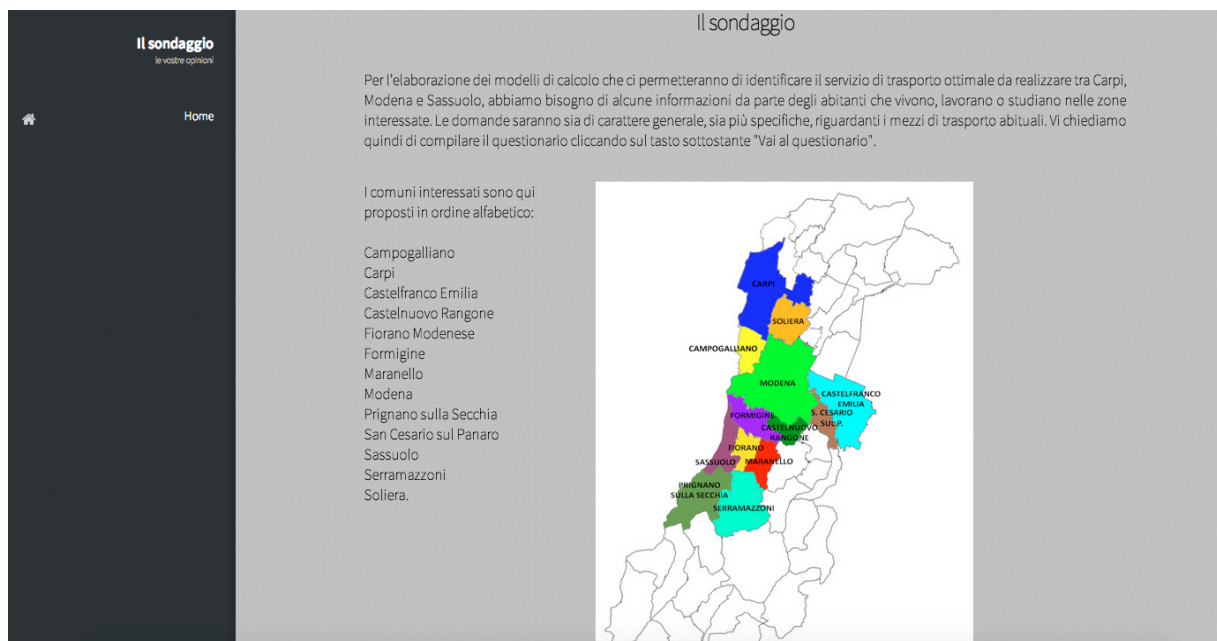 Il sondaggio
le vostre opinioni
Home
Il sondaggio
Per l'elaborazione dei modelli di calcolo che ci permetteranno di identificare il servizio di trasporto ottimale da realizzare tra Carpi,
Modena e Sassuolo, abbiamo bisogno di alcune informazioni da parte degli abitanti che vivono, lavorano o studiano nelle zone
interessate. Le domande saranno sia di carattere generale, sia più specifiche, riguardanti i mezzi di trasporto abituali. Vi chiediamo
quindi di compilare il questionario cliccando sul tasto sottostante "Vai al questionario".
I comuni interessati sono qui
proposti in ordine alfabetico:
Campogalliano
Carpi
Castelfranco Emilia
Castelnuovo Rangone
Fiorano Modenese
Formigine
Maranello
Modena
Prignano sulla Secchia
San Cesario sul Panaro
Sassuolo
Serramazzoni
Soliera.
CARPI
SOLIERA
CAMPOGALLIANO
MODENA
CASTELFRANCO
EMILIA
S. CESARIO
SUL P.
FORMIGINE
CASTELNUOVO
RANGONE
FIORANO
SASSUOLO
MARANELLO
PRIGNANO
SULLA SECCHIA
SERRAMAZZONI